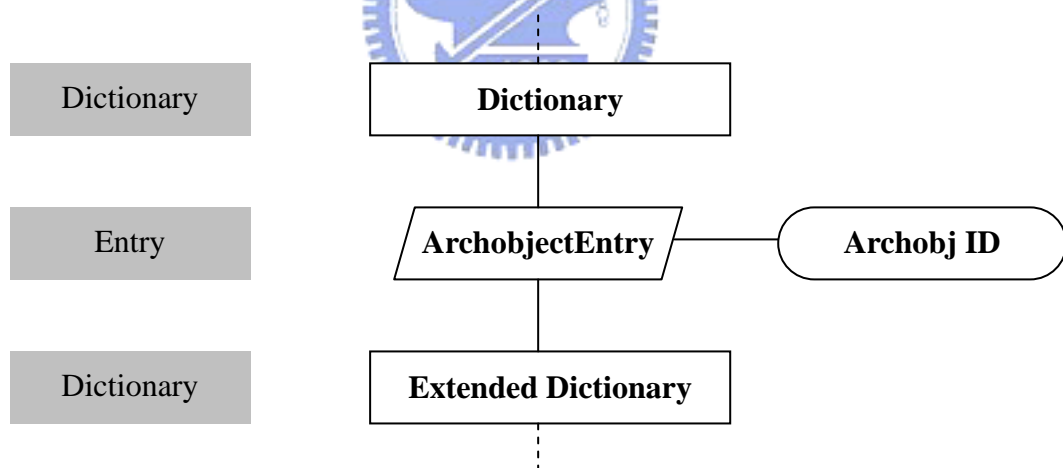 Dictionary
Dictionary
Entry
ArchobjectEntry
Archobj ID
Dictionary
Extended Dictionary